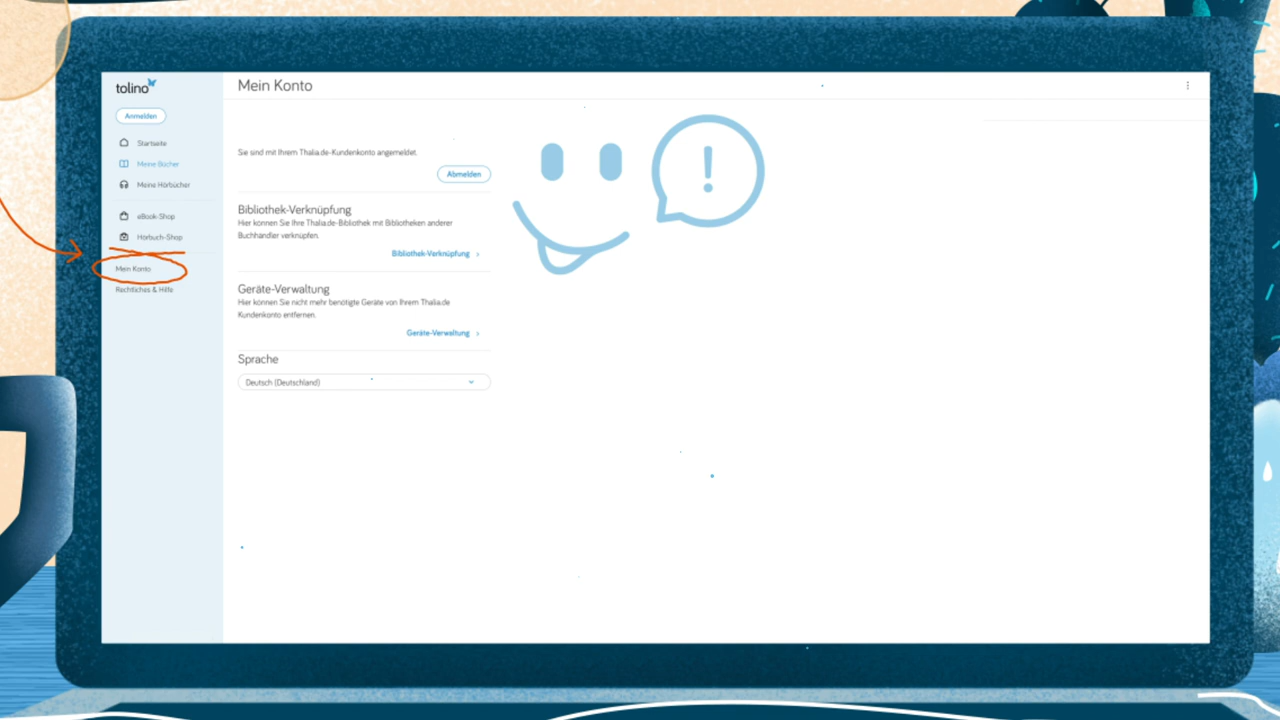 tolino
Anmelden
Startseite
Meine Bücher
Meine Hörbücher
eBook-Shop
Hörbuch-Shop
Mein Konto
Rechtliches & Hilfe
Mein Konto
Sie sind mit Ihrem Thalia.de-Kundenkonto angemeldet.
Abmelden
Bibliothek-Verknüpfung
Hier können Sie Ihre Thalia.de-Bibliothek mit Bibliotheken anderer
Buchhändler verknüpfen.
Bibliothek-Verknüpfung
Geräte-Verwaltung
Hier können Sie nicht mehr benötigte Geräte von Ihrem Thalia.de
Kundenkonto entfernen.
Geräte-Verwaltung
Sprache
Deutsch (Deutschland)
!